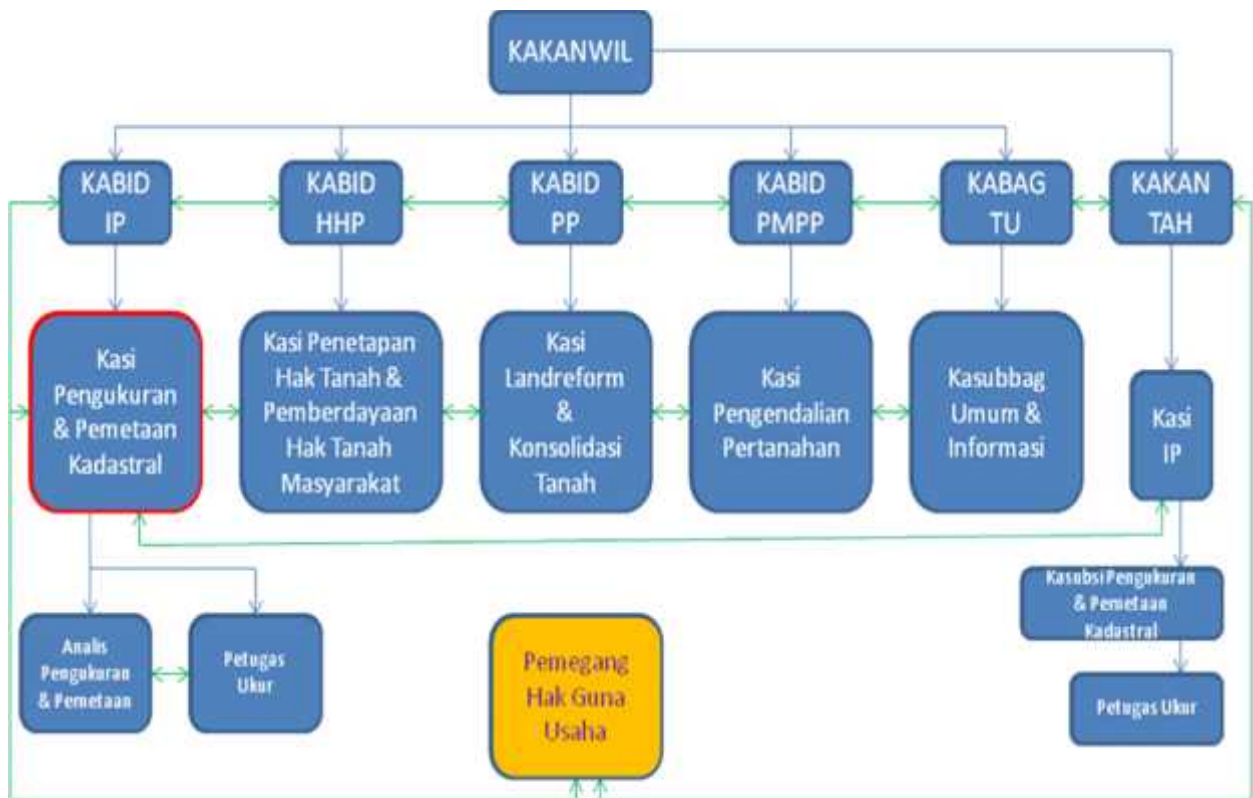 KAKANWIL
KABID
IP
KABID
HHP
KABID
PP
KABID
PMPP
KABAG
TU
KAKAN
TAH
Kasi
Pengukuran
& Pemetaan
Kadastral
Kasi Penetapan
Hak Tanah &
Pemberdayaan
Hak Tanah
Masyarakat
Kasi
Landreform
&
Konsolidasi
Tanah
Kasi
Pengendalian
Pertanahan
Kasubbag
Umum &
Informasi
Kasi
IP
Kasubsi Pengukuran
& Pemetaan
Kadastral
Analis
Pengukuran
& Pemetaan
Petugas
Ukur
Pemegang
Hak Guna
Usaha
Petugas Ukur